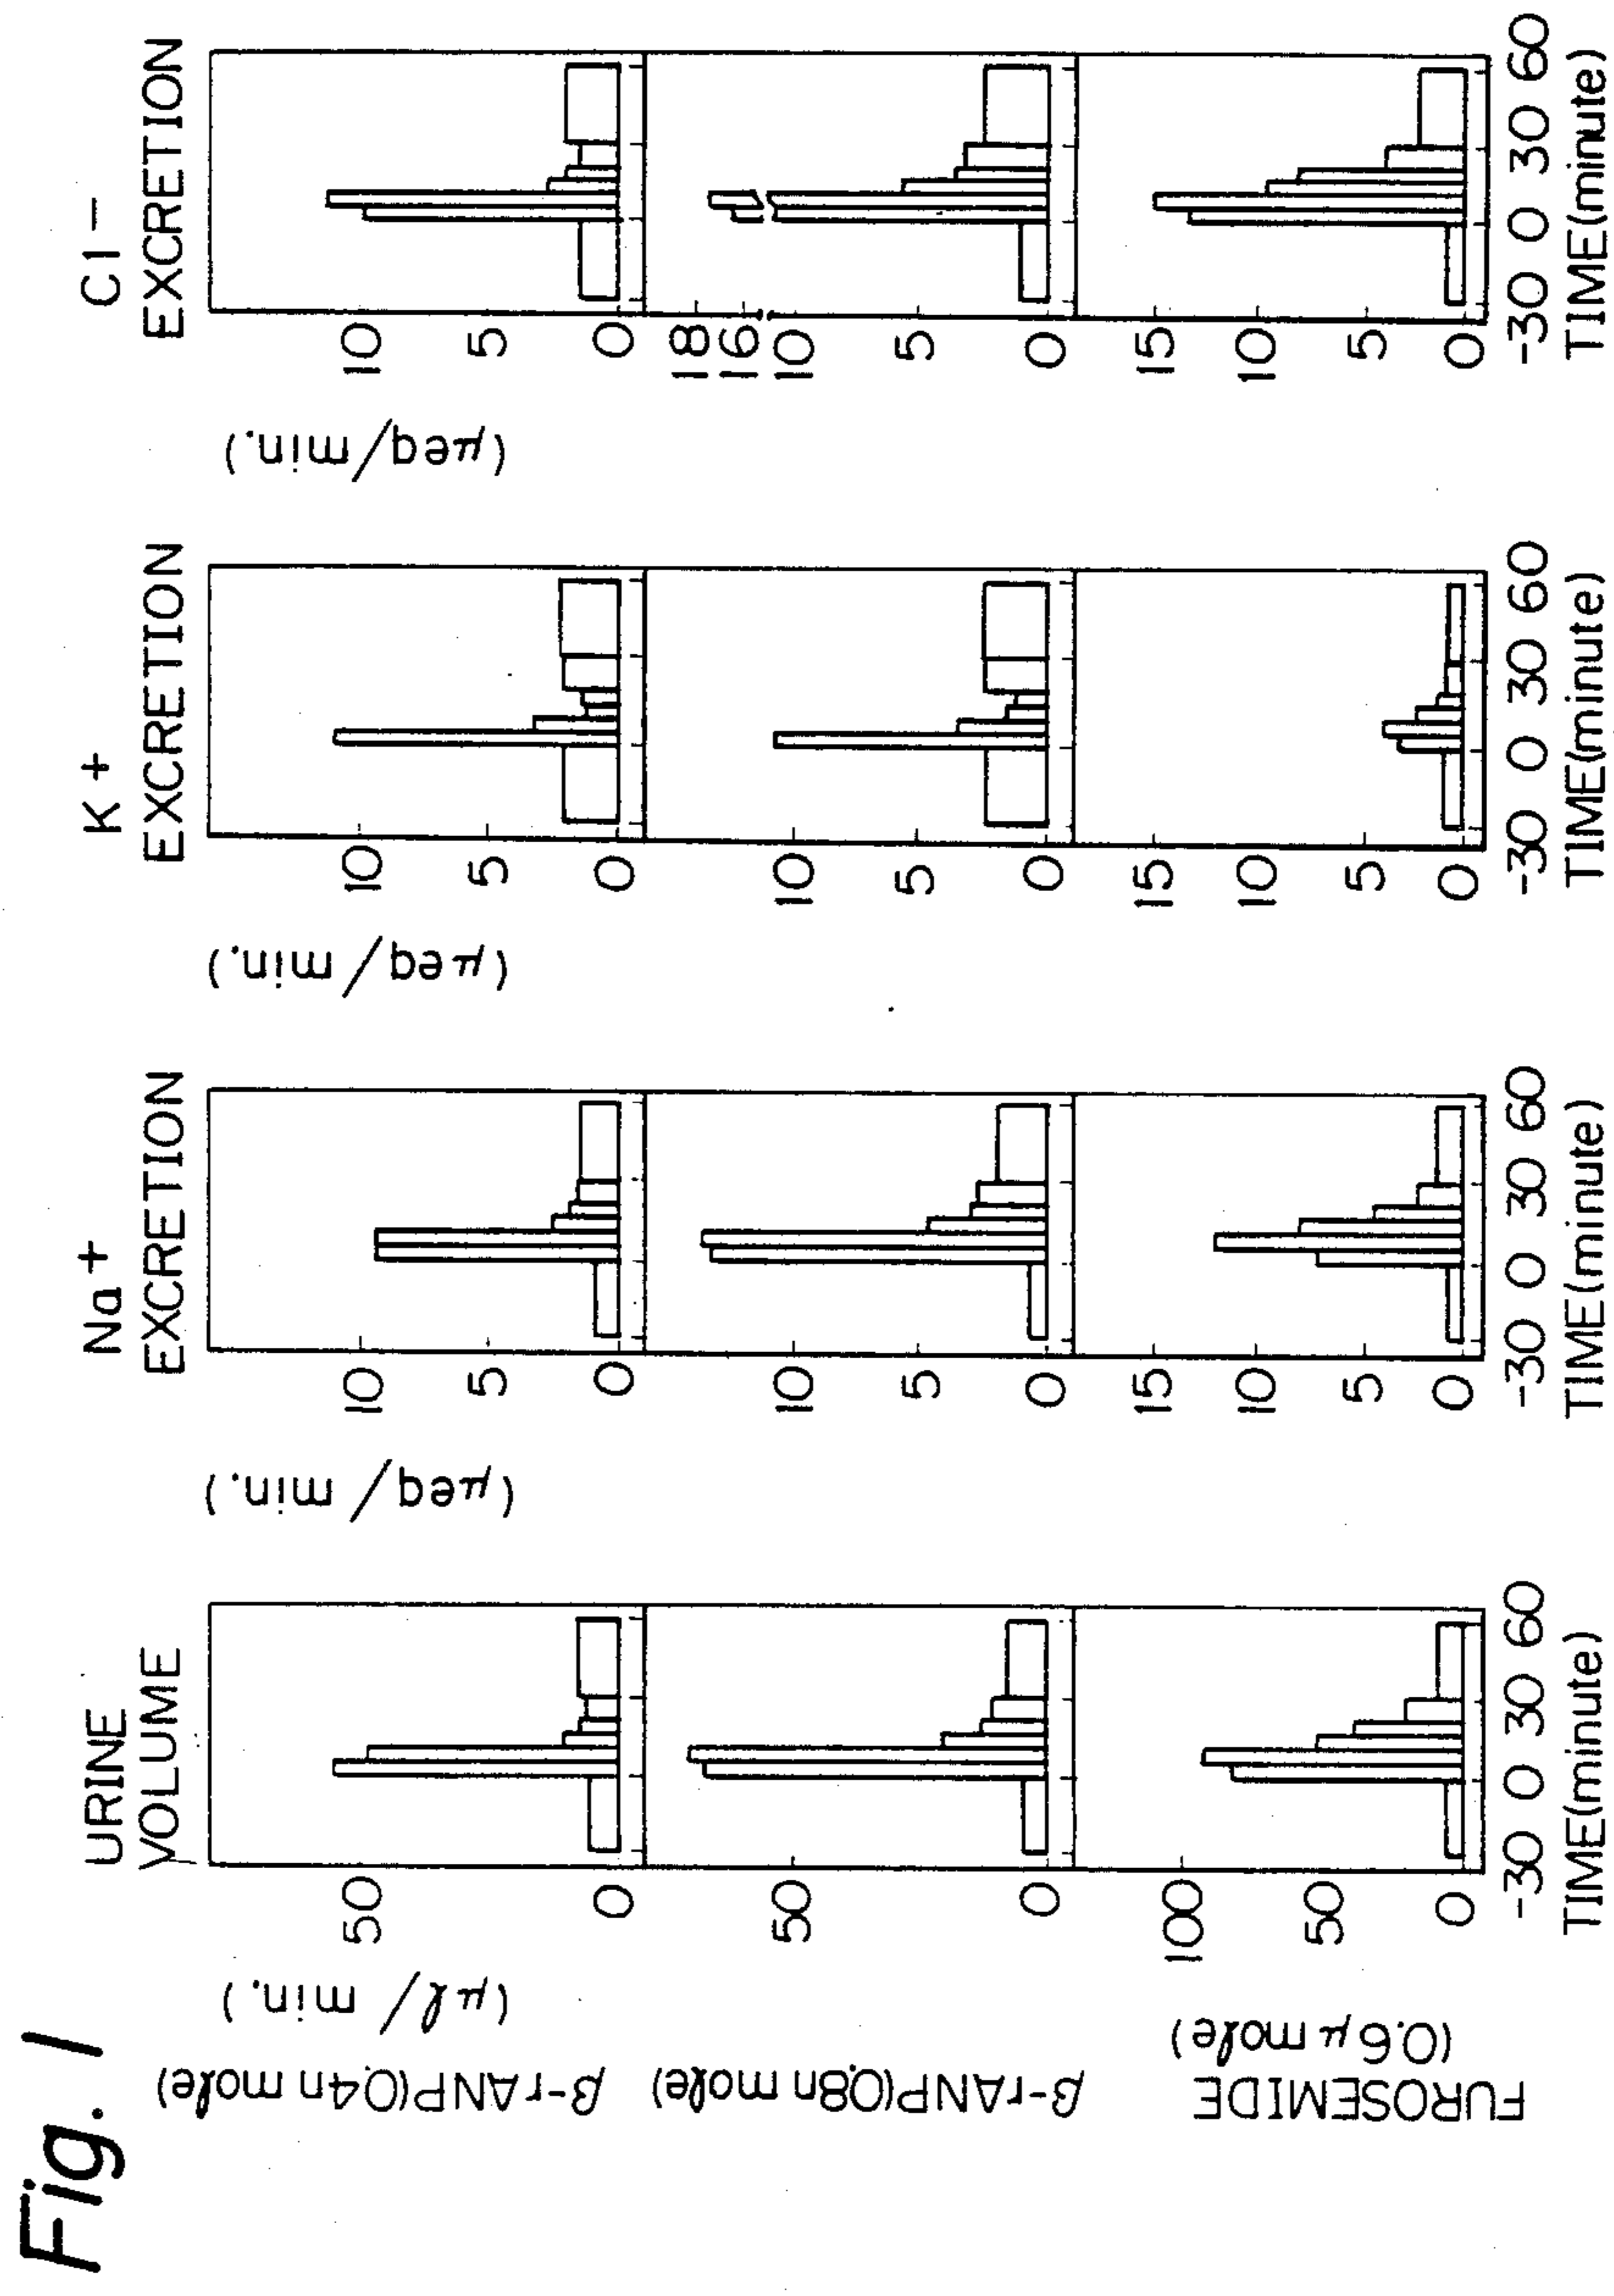 Fig. 1
URINE
VOLUME
Na +
EXCRETION
K +
EXCRETION
Cl -
EXCRETION
(μl / min.)
(μeq / min.)
(μeq / min.)
(μeq / min.)
β-rANP(0.4n mole)
50
0
10
5
0
10
5
0
10
5
0
β-rANP(0.8n mole)
50
0
10
5
0
10
5
0
18
16
10
5
0
FUROSEMIDE
(0.6 μ mole)
100
50
0
15
10
5
0
15
10
5
0
15
10
5
0
-30 0 30 60
TIME(minute)
-30 0 30 60
TIME(minute)
-30 0 30 60
TIME(minute)
-30 0 30 60
TIME(minute)